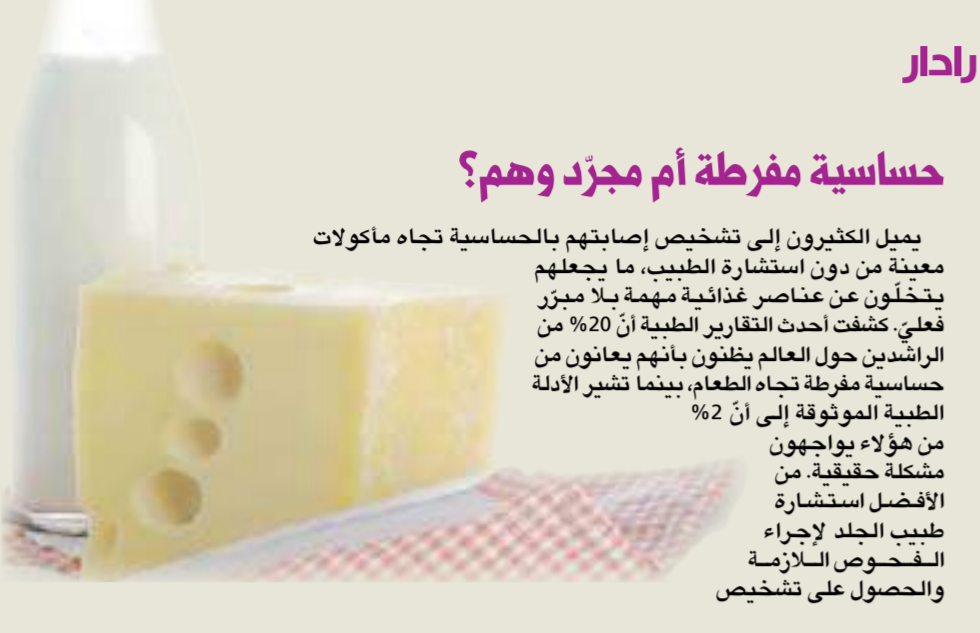 رادار
حساسية مفرطة أم مجرّد وهم؟
يميل الكثيرون إلى تشخيص إصابتهم بالحساسية تجاه مأكولات
معينة من دون استشارة الطبيب، ما يجعلهم
يتخلّون عن عناصر غذائية مهمة بلا مبرّر
فعليّ. كشفت أحدث التقارير الطبية أنّ 20% من
الراشدين حول العالم يظنون بأنهم يعانون من
حساسية مفرطة تجاه الطعام، بينما تشير الأدلة
الطبية الموثوقة إلى أنّ 2%
من هؤلاء يواجهون
مشكلة حقيقية. من
الأفضل استشارة
طبيب الجلد لإجراء
الفحوص اللازمة
والحصول على تشخيص